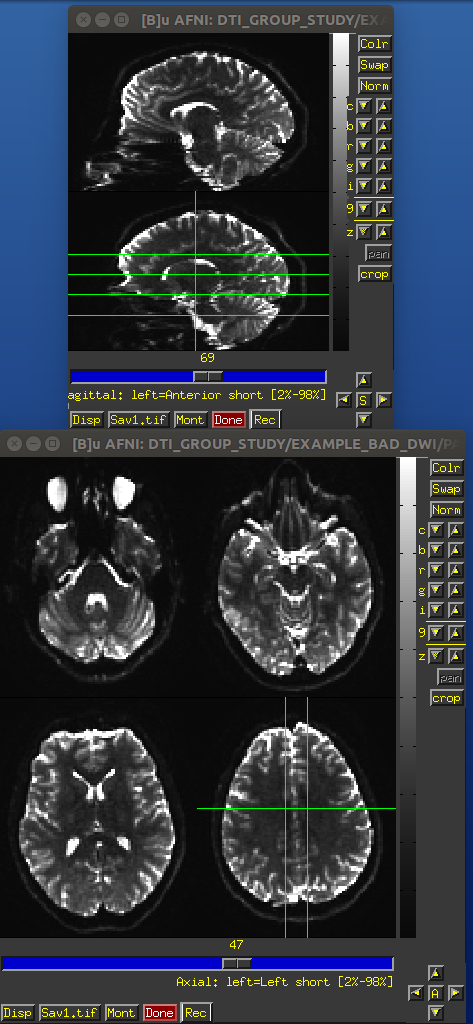 [B]u AFNI: DTI_GROUP_STUDY/EXA
Colr
Swap
Norm
c
b
r
g
i
9
z
pan
crop
69
agittal: left=Anterior short [2%-98%]
S
Disp Sav1.tif Mont Done Rec
[B]u AFNI: DTI_GROUP_STUDY/EXAMPLE_BAD_DWI/PA
Colr
Swap
Norm
c
b
r
g
i
9
z
pan
crop
47
Axial: left=Left short [2%-98%]
A
Disp Sav1.tif Mont Done Rec